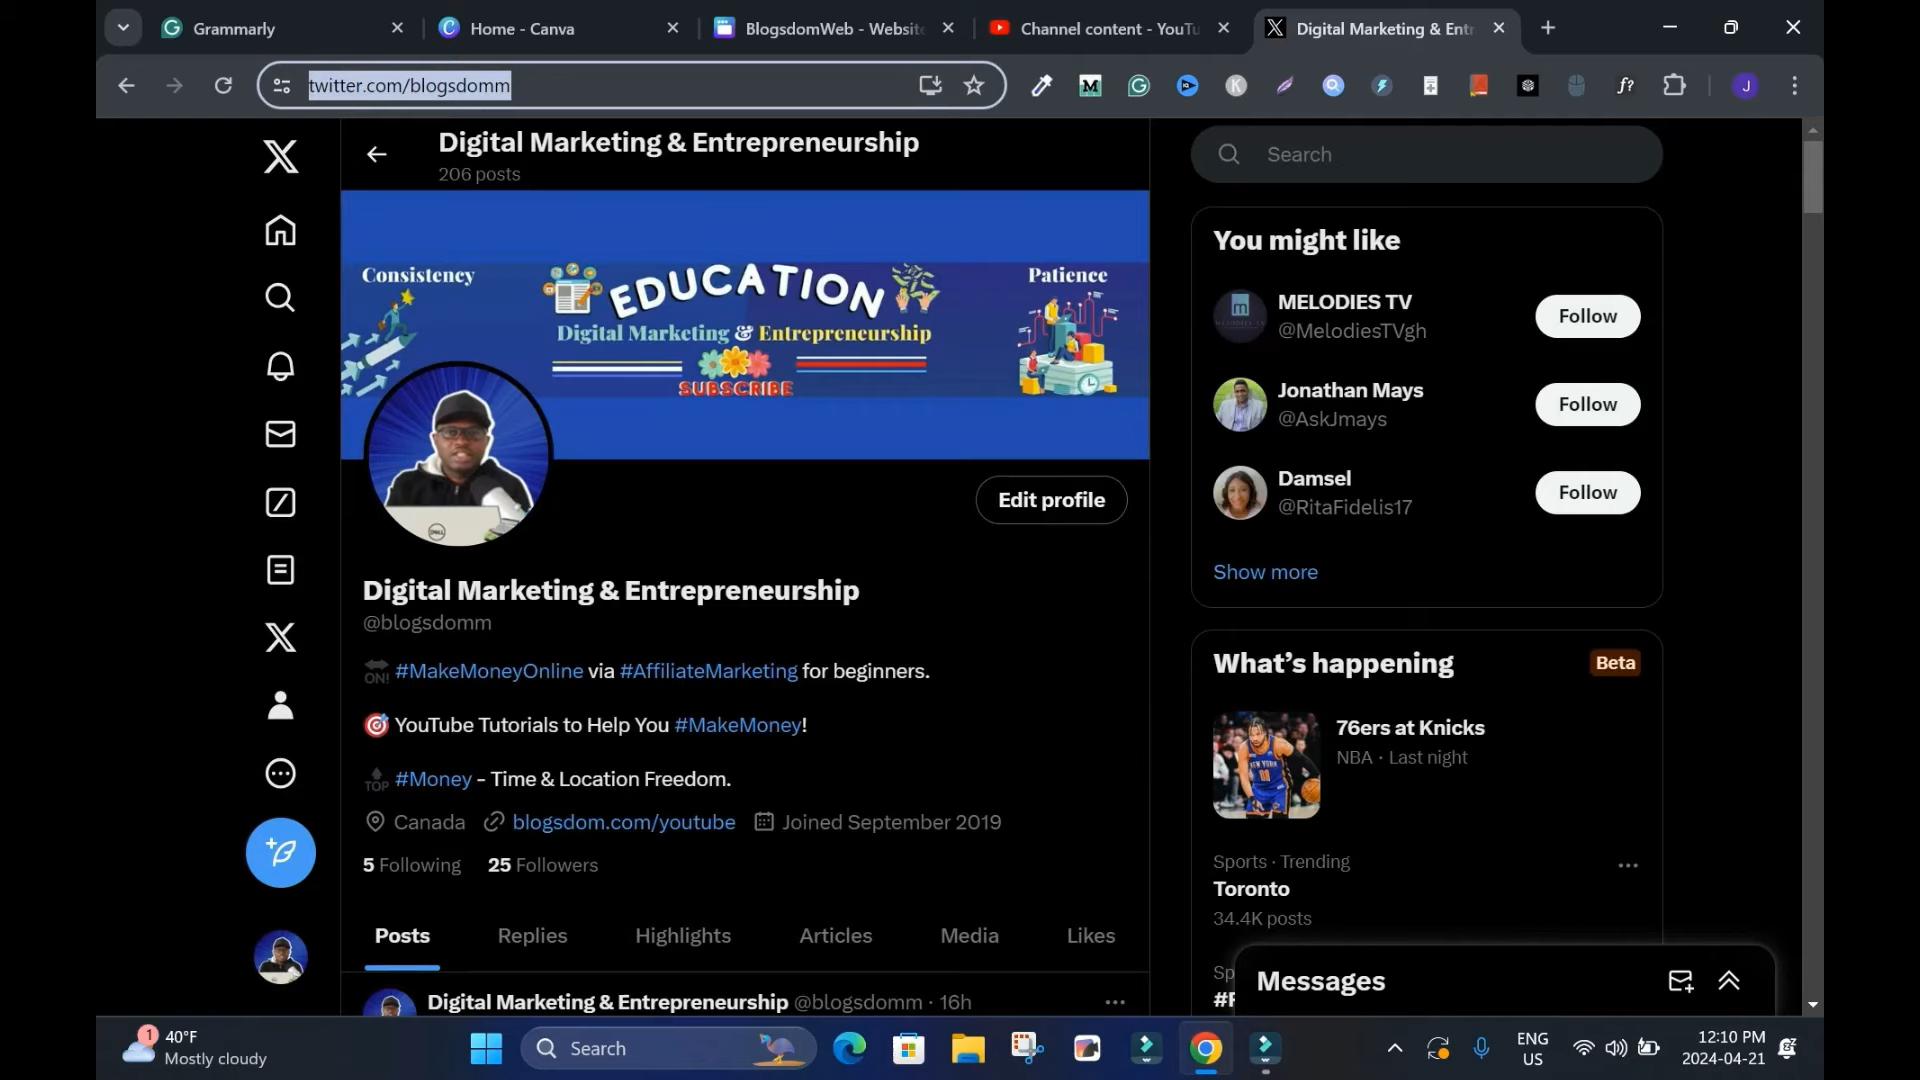 Grammarly
Home - Canva
BlogsdomWeb - Website
Channel content - YouTu
Digital Marketing & Entr
twitter.com/blogsdomm
Digital Marketing & Entrepreneurship
206 posts
Search
Consistency
EDUCATION
Digital Marketing & Entrepreneurship
SUBSCRIBE
Patience
Edit profile
Digital Marketing & Entrepreneurship
@blogsdomm
ON! #MakeMoneyOnline via #AffiliateMarketing for beginners.
YouTube Tutorials to Help You #MakeMoney!
TOP #Money - Time & Location Freedom.
Canada blogsdom.com/youtube Joined September 2019
5 Following 25 Followers
Posts Replies Highlights Articles Media Likes
Digital Marketing & Entrepreneurship @blogsdomm · 16h
You might like
MELODIES TV
@MelodiesTVgh
Follow
Jonathan Mays
@AskJmays
Follow
Damsel
@RitaFidelis17
Follow
Show more
What's happening
Beta
76ers at Knicks
NBA · Last night
Sports · Trending
Toronto
34.4K posts
Messages
1
40°F
Mostly cloudy
Search
ENG
US
12:10 PM
2024-04-21